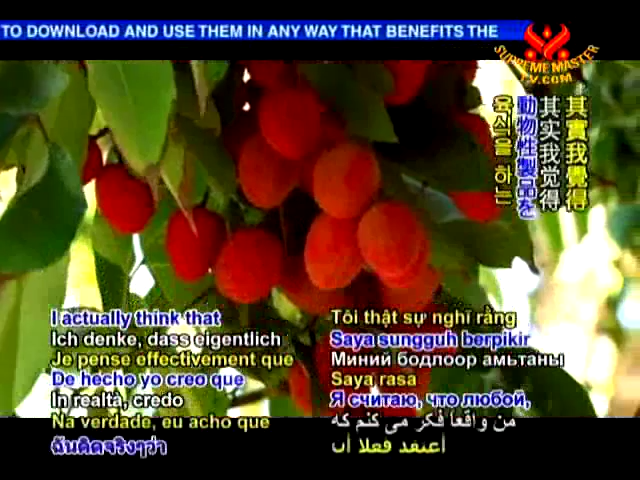 TO DOWNLOAD AND USE THEM IN ANY WAY THAT BENEFITS THE
SUPREME MASTER
TV.COM
其實我覺得
其实我觉得
動物性製品を
육식을 하는
I actually think that
Ich denke, dass eigentlich
Je pense effectivement que
De hecho yo creo que
In realtà, credo
Na verdade, eu acho que
ฉันคิดจริงๆว่า
Tôi thật sự nghĩ rằng
Saya sungguh berpikir
Миний бодлоор амьтаны
Saya rasa
Я считаю, что любой,
من واقعا فکر می کنم که
أعتقد فعلا أن